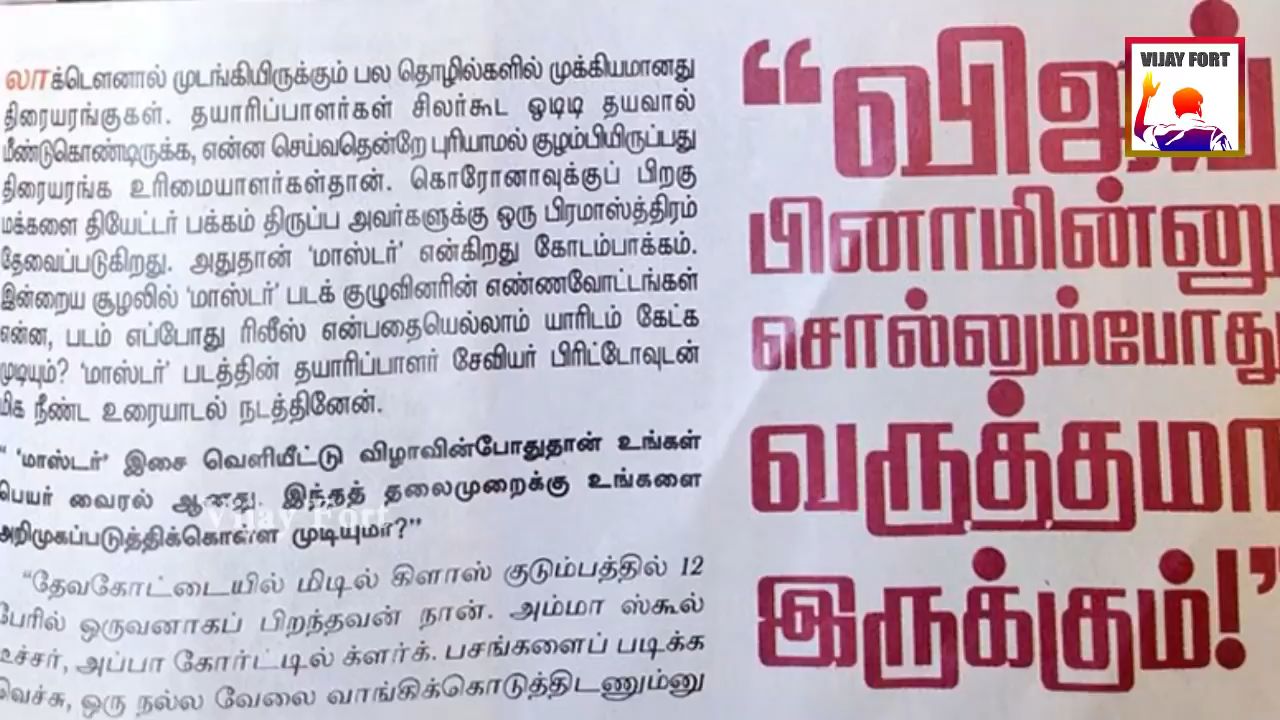 லாக்டௌனால் முடங்கியிருக்கும் பல தொழில்களில் முக்கியமானது
திரையரங்குகள். தயாரிப்பாளர்கள் சிலர்கூட ஓடிடி தயவால்
மீண்டுகொண்டிருக்க, என்ன செய்வதென்றே புரியாமல் குழம்பியிருப்பது
திரையரங்க உரிமையாளர்கள்தான். கொரோனாவுக்குப் பிறகு
மக்களை தியேட்டர் பக்கம் திருப்ப அவர்களுக்கு ஒரு பிரமாஸ்த்திரம்
தேவைப்படுகிறது. அதுதான் ‘மாஸ்டர்’ என்கிறது கோடம்பாக்கம்.
இன்றைய சூழலில் ‘மாஸ்டர்’ படக் குழுவினரின் எண்ணவோட்டங்கள்
என்ன, படம் எப்போது ரிலீஸ் என்பதையெல்லாம் யாரிடம் கேட்க
முடியும்? ‘மாஸ்டர்’ படத்தின் தயாரிப்பாளர் சேவியர் பிரிட்டோவுடன்
மிக நீண்ட உரையாடல் நடத்தினேன்.
“ ‘மாஸ்டர்’ இசை வெளியீட்டு விழாவின்போதுதான் உங்கள்
பெயர் வைரல் ஆனது. இந்தத் தலைமுறைக்கு உங்களை
அறிமுகப்படுத்திக்கொள்ள முடியுமா?”
“தேவகோட்டையில் மிடில் கிளாஸ் குடும்பத்தில் 12
பேரில் ஒருவனாகப் பிறந்தவன் நான். அம்மா ஸ்கூல்
டீச்சர், அப்பா கோர்ட்டில் க்ளர்க். பசங்களைப் படிக்க
வெச்சு, ஒரு நல்ல வேலை வாங்கிக்கொடுத்திடணும்னு
“விஜய்
பினாமின்னு
சொல்லும்போது
வருத்தமா
இருக்கும்!”
VIJAY FORT
Vijay Fort